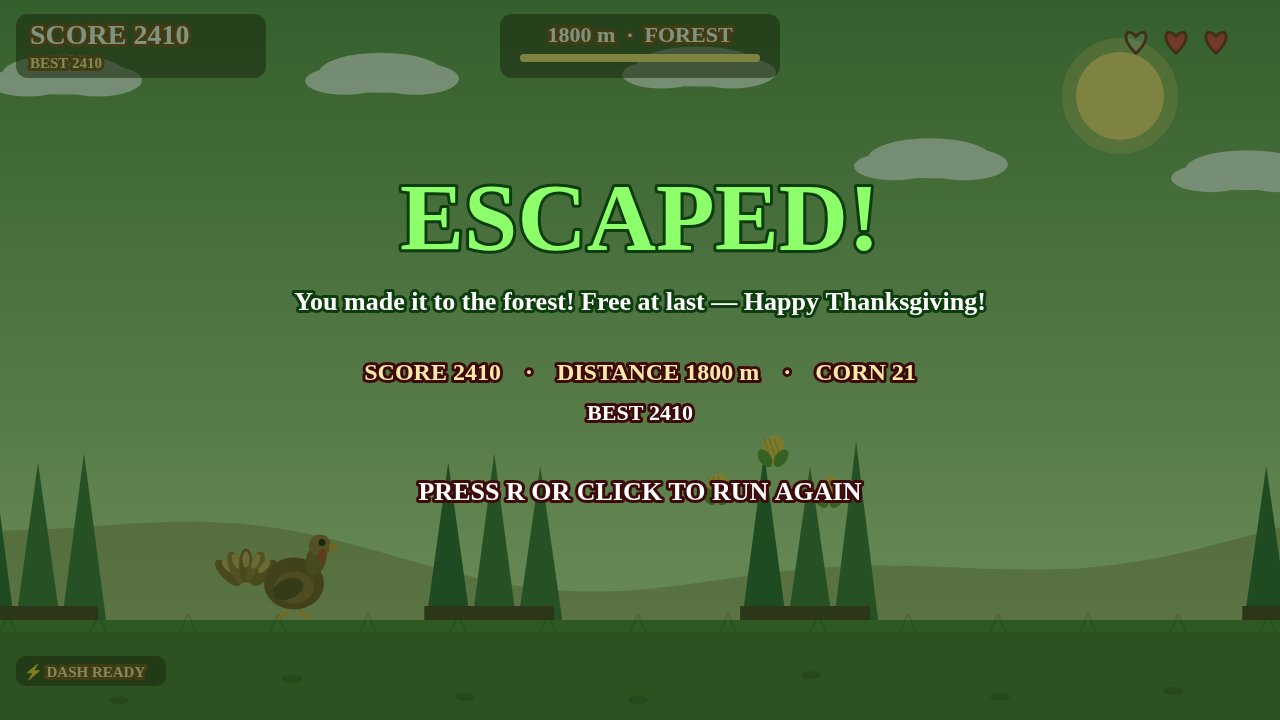 SCORE 2410
BEST 2410
1800 m · FOREST
ESCAPED!
You made it to the forest! Free at last — Happy Thanksgiving!
SCORE 2410 · DISTANCE 1800 m · CORN 21
BEST 2410
PRESS R OR CLICK TO RUN AGAIN
⚡ DASH READY